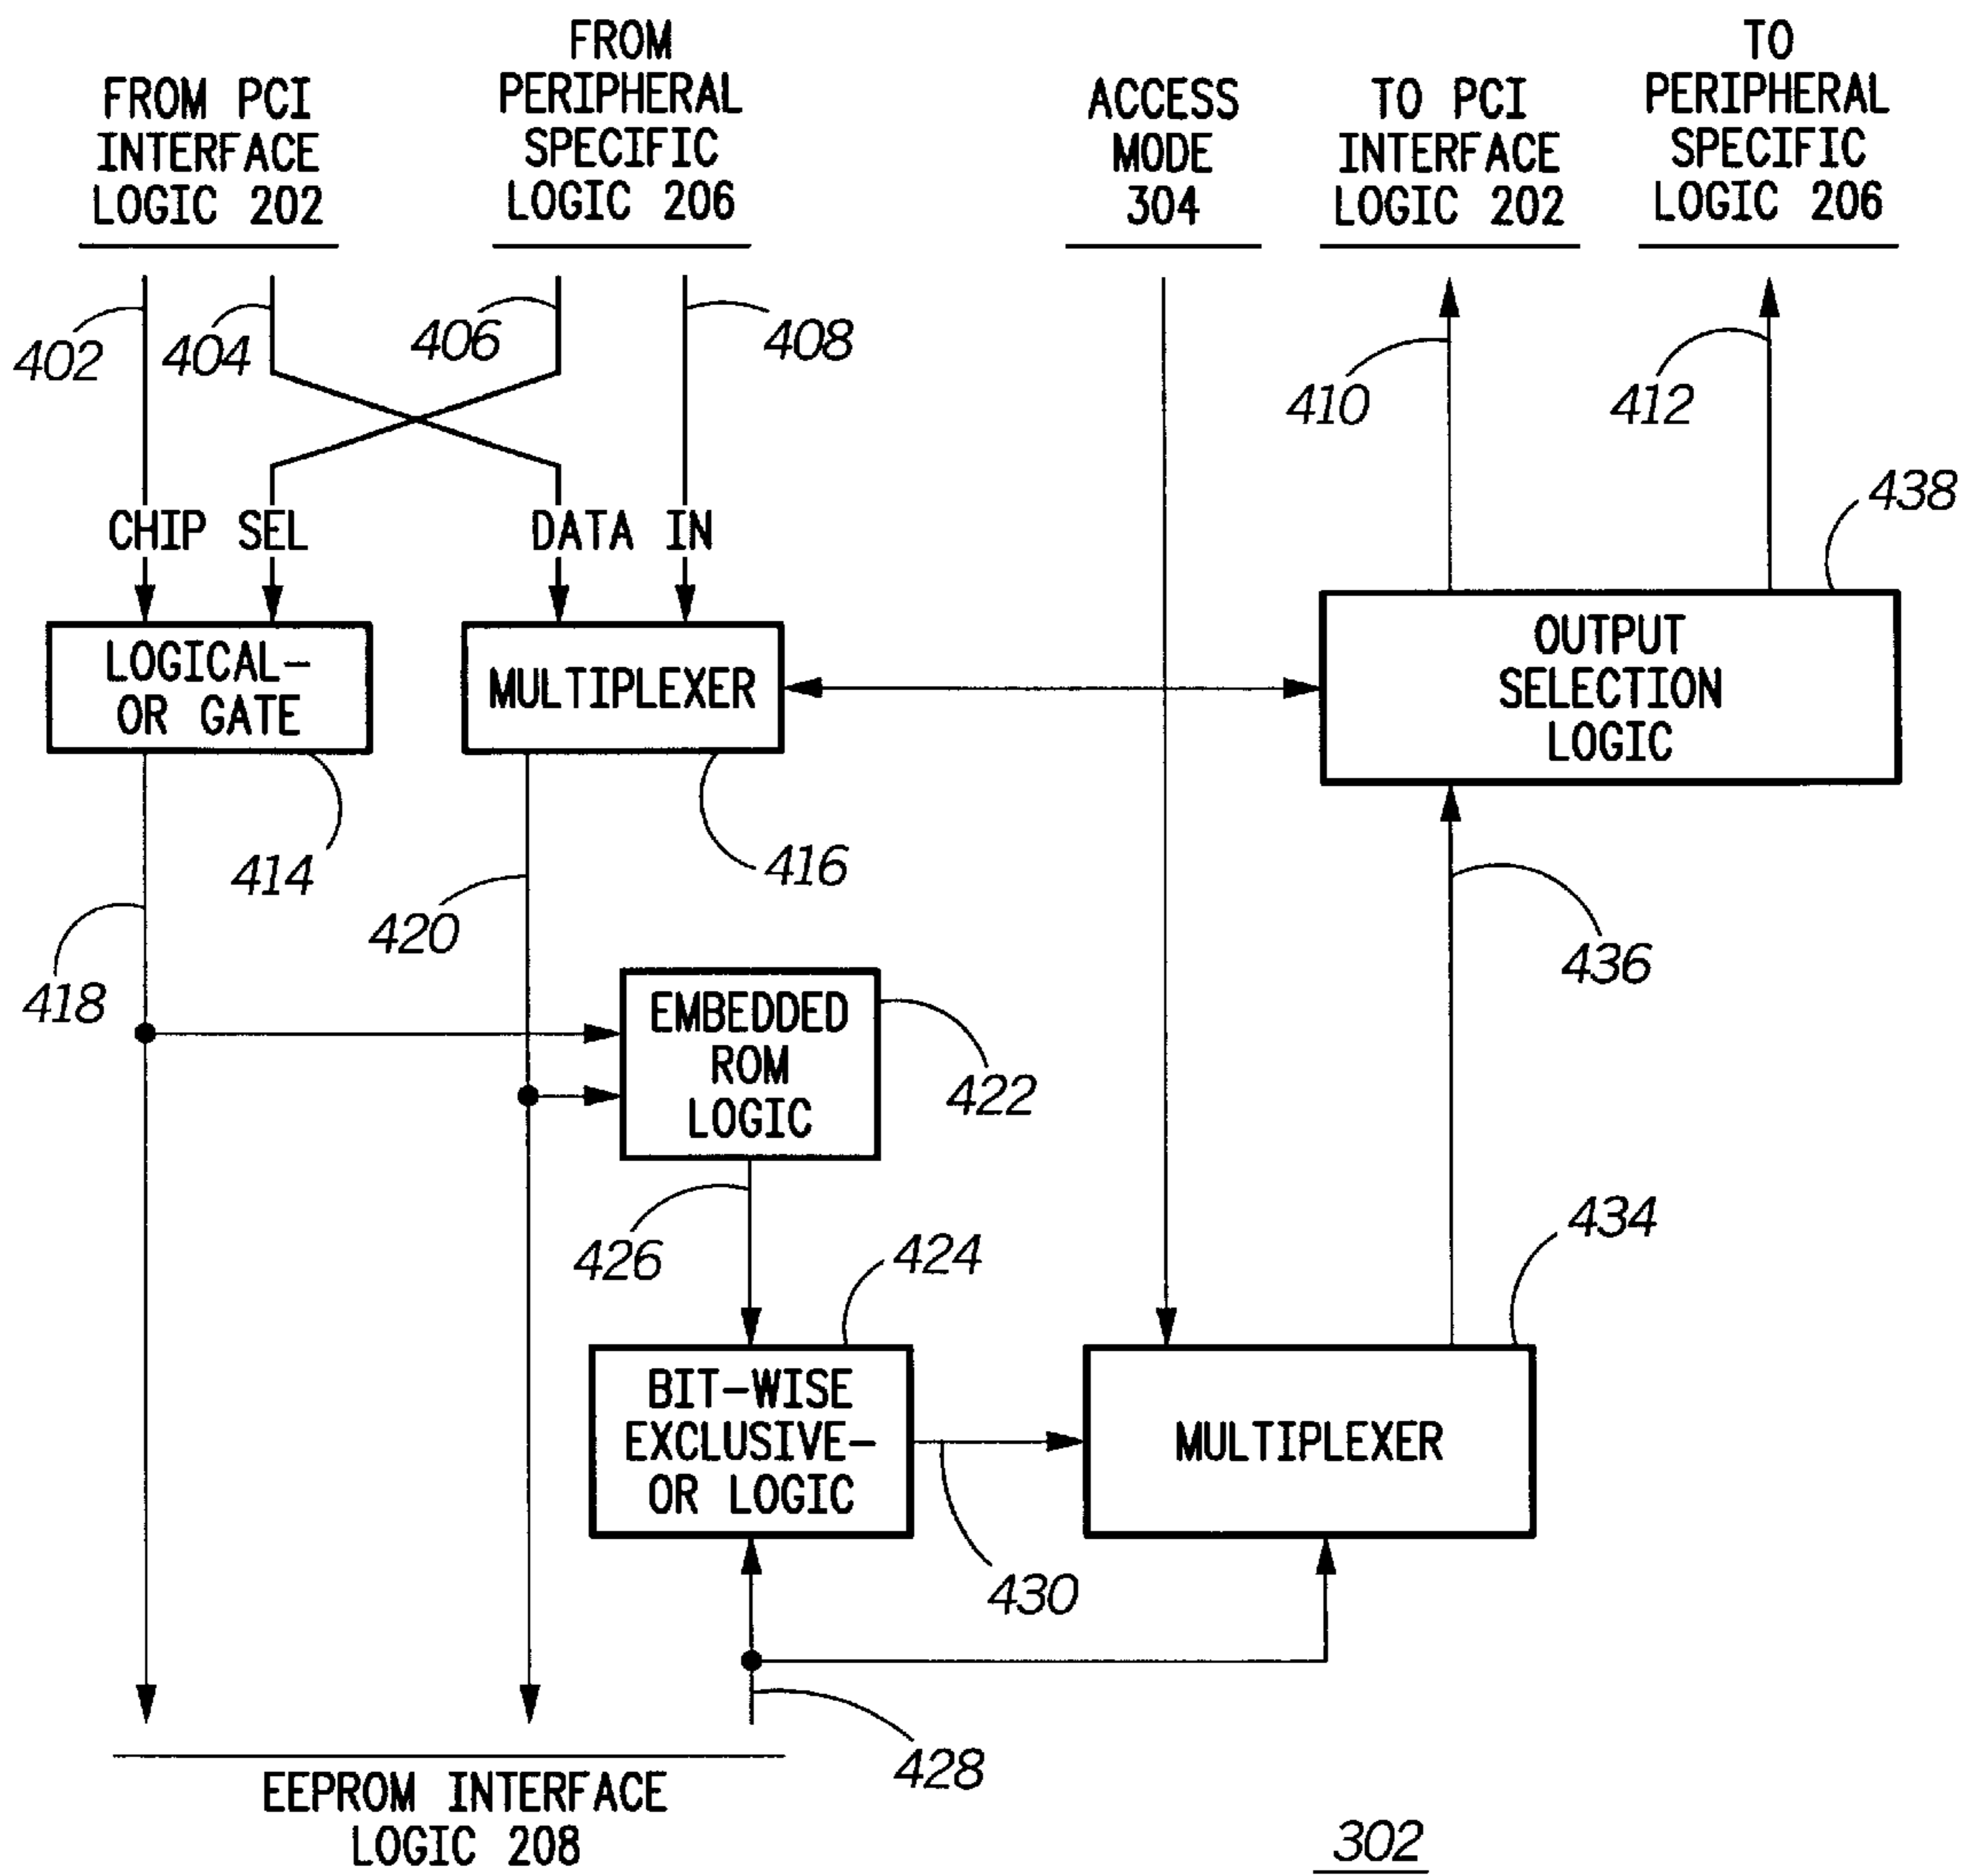 FROM PCI
INTERFACE
LOGIC 202
FROM
PERIPHERAL
SPECIFIC
LOGIC 206
ACCESS
MODE
304
TO PCI
INTERFACE
LOGIC 202
TO
PERIPHERAL
SPECIFIC
LOGIC 206
402
404
406
408
410
412
CHIP SEL
DATA IN
438
LOGICAL-
OR GATE
MULTIPLEXER
OUTPUT
SELECTION
LOGIC
414
416
418
420
436
EMBEDDED
ROM
LOGIC
422
426
424
434
BIT-WISE
EXCLUSIVE-
OR LOGIC
MULTIPLEXER
430
428
EEPROM INTERFACE
LOGIC 208
302